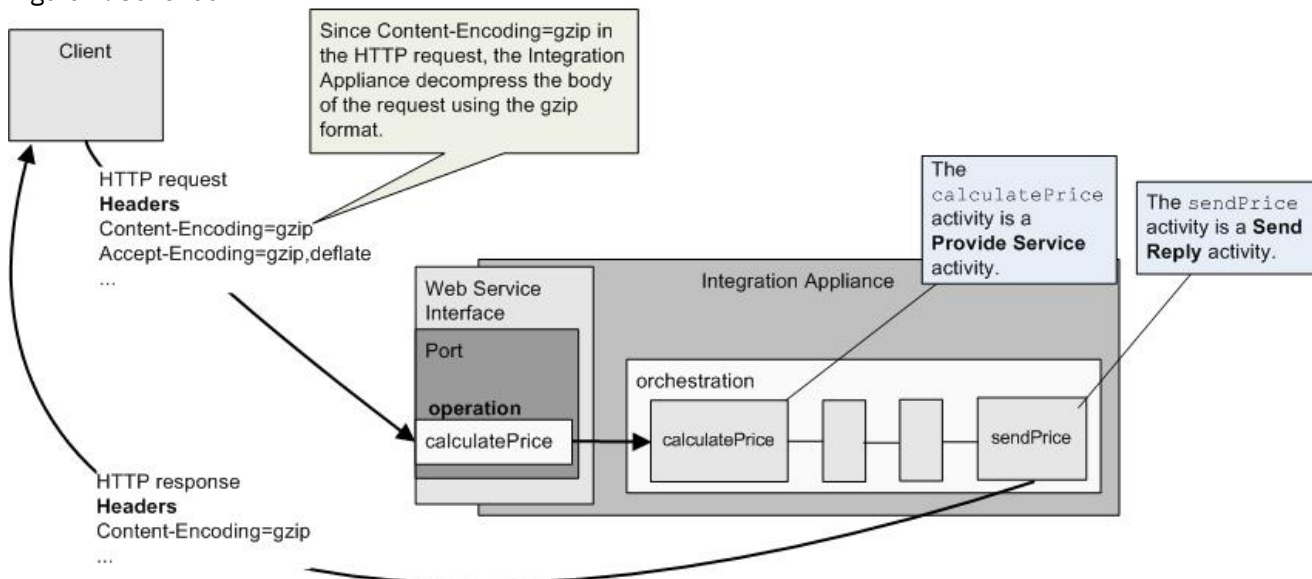 Client
Since Content-Encoding=gzip in
the HTTP request, the Integration
Appliance decompress the body
of the request using the gzip
format.
HTTP request
Headers
Content-Encoding=gzip
Accept-Encoding=gzip,deflate
...
The
calculatePrice
activity is a
Provide Service
activity.
The sendPrice
activity is a Send
Reply activity.
Web Service
Interface
Integration Appliance
Port
operation
calculatePrice
orchestration
calculatePrice
sendPrice
HTTP response
Headers
Content-Encoding=gzip
...